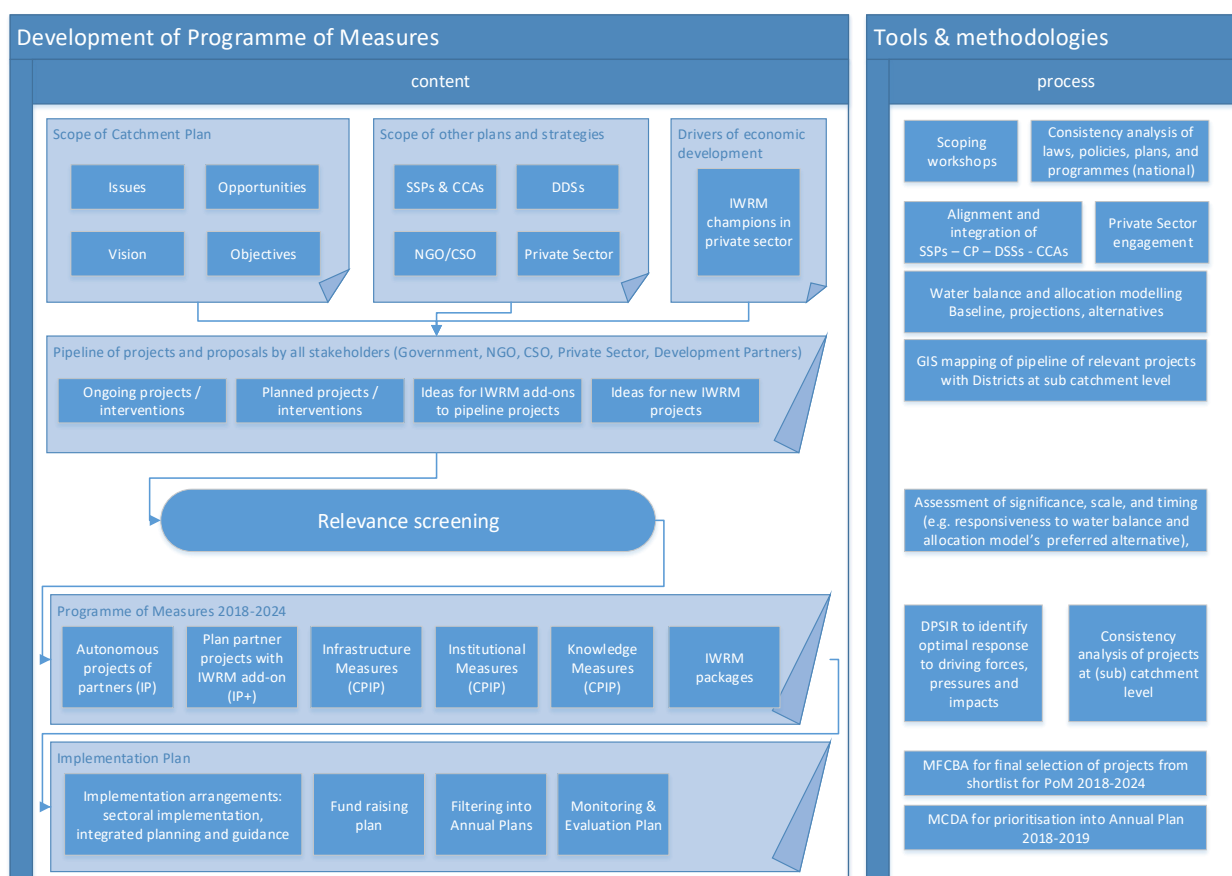 Development of Programme of Measures
content
Scope of Catchment Plan
Issues
Opportunities
Vision
Objectives
Scope of other plans and strategies
SSPs & CCAs
DDSs
NGO/CSO
Private Sector
Drivers of economic
development
IWRM
champions in
private sector
Pipeline of projects and proposals by all stakeholders (Government, NGO, CSO, Private Sector, Development Partners)
Ongoing projects /
interventions
Planned projects /
interventions
Ideas for IWRM add-ons
to pipeline projects
Ideas for new IWRM
projects
Relevance screening
Programme of Measures 2018-2024
Autonomous
projects of
partners (IP)
Plan partner
projects with
IWRM add-on
(IP+)
Infrastructure
Measures
(CPIP)
Institutional
Measures
(CPIP)
Knowledge
Measures
(CPIP)
IWRM
packages
Implementation Plan
Implementation arrangements:
sectoral implementation,
integrated planning and guidance
Fund raising
plan
Filtering into
Annual Plans
Monitoring &
Evaluation Plan
Tools & methodologies
process
Scoping
workshops
Consistency analysis of
laws, policies, plans, and
programmes (national)
Alignment and
integration of
SSPs – CP – DSSs - CCAs
Private Sector
engagement
Water balance and allocation modelling
Baseline, projections, alternatives
GIS mapping of pipeline of relevant projects
with Districts at sub catchment level
Assessment of significance, scale, and timing
(e.g. responsiveness to water balance and
allocation model's preferred alternative),
DPSIR to identify
optimal response
to driving forces,
pressures and
impacts
Consistency
analysis of projects
at (sub) catchment
level
MFCBA for final selection of projects from
shortlist for PoM 2018-2024
MCDA for prioritisation into Annual Plan
2018-2019